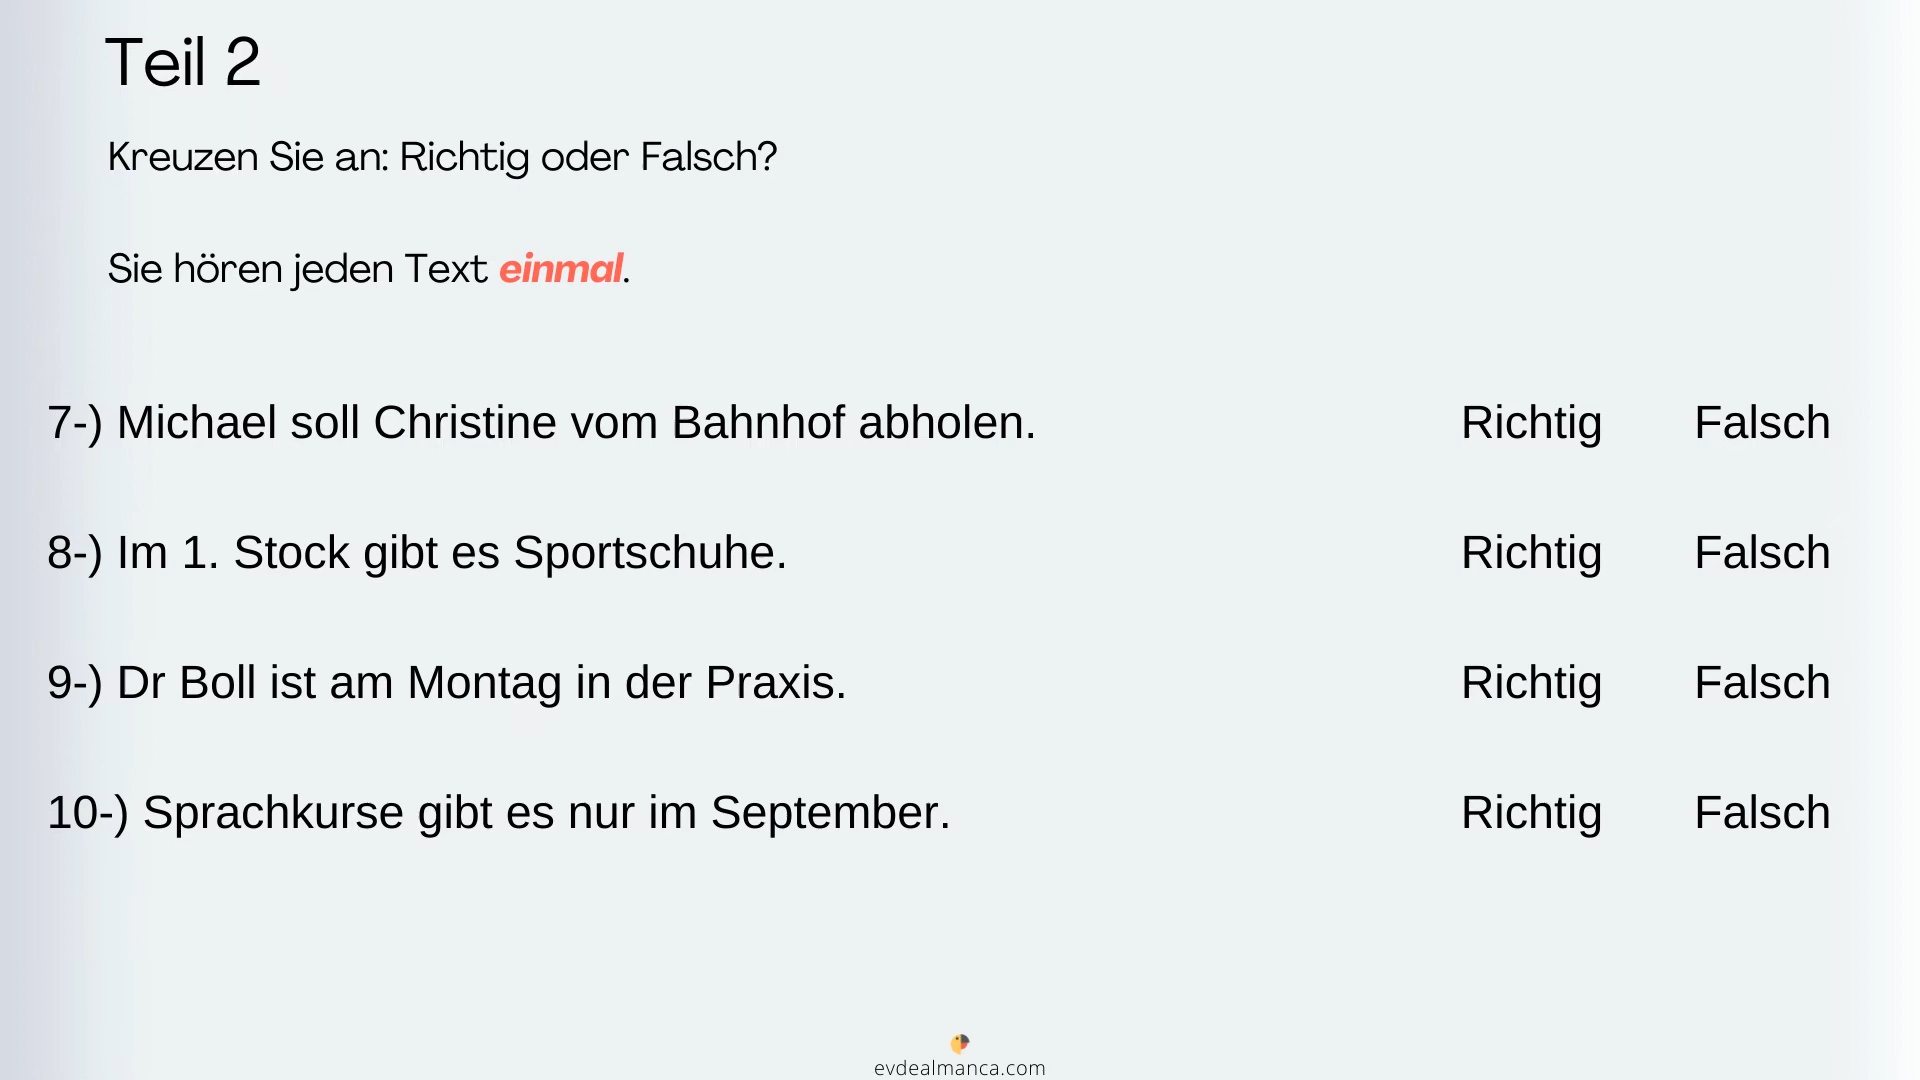 Teil 2
Kreuzen Sie an: Richtig oder Falsch?
Sie hören jeden Text einmal.
7-) Michael soll Christine vom Bahnhof abholen. Richtig Falsch
8-) Im 1. Stock gibt es Sportschuhe. Richtig Falsch
9-) Dr Boll ist am Montag in der Praxis. Richtig Falsch
10-) Sprachkurse gibt es nur im September. Richtig Falsch
evdealmanca.com